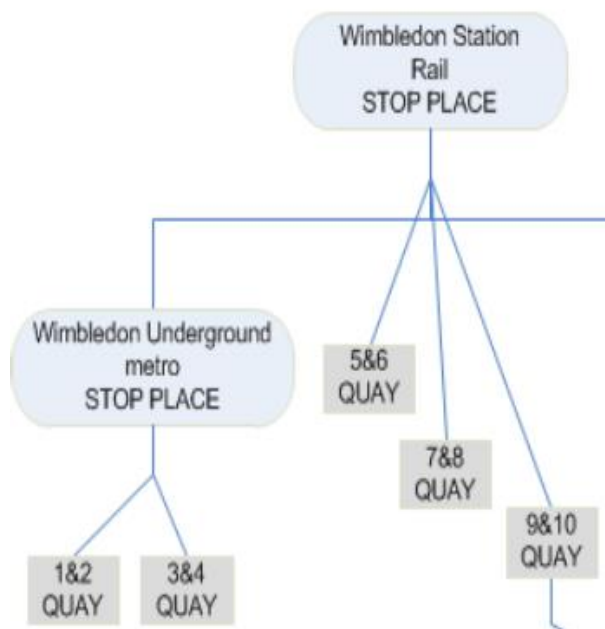 Wimbledon Station
Rail
STOP PLACE
Wimbledon Underground
metro
STOP PLACE
5&6
QUAY
7&8
QUAY
9&10
QUAY
1&2
QUAY
3&4
QUAY